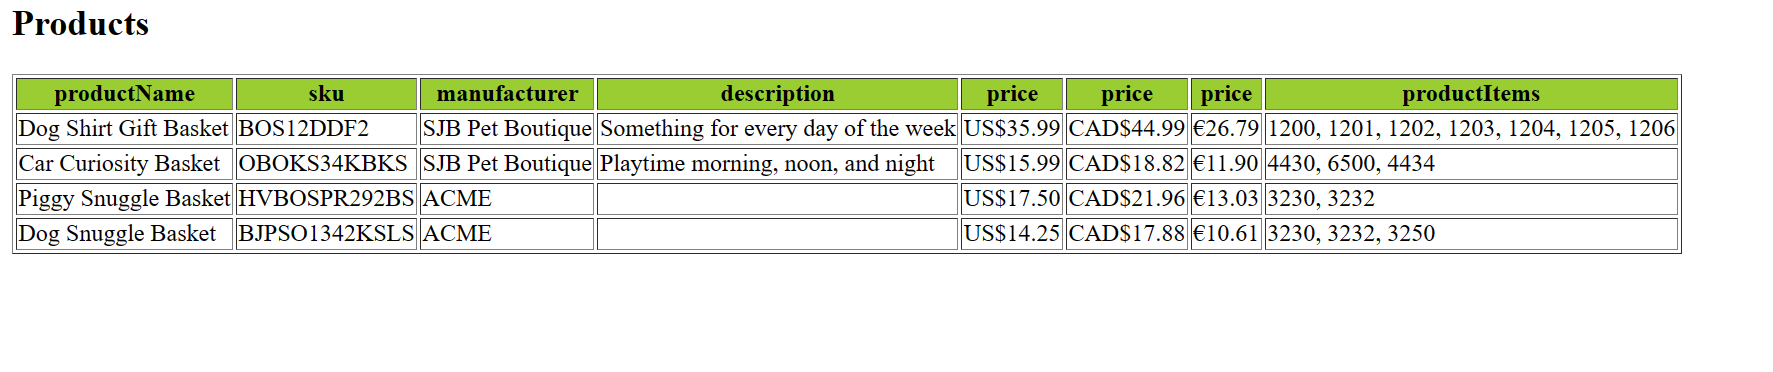 Products
productName sku manufacturer description price price price productItems
Dog Shirt Gift Basket BOS12DDF2 SJB Pet Boutique Something for every day of the week US$35.99 CAD$44.99 €26.79 1200, 1201, 1202, 1203, 1204, 1205, 1206
Car Curiosity Basket OBOKS34KBKS SJB Pet Boutique Playtime morning, noon, and night US$15.99 CAD$18.82 €11.90 4430, 6500, 4434
Piggy Snuggle Basket HVBOSPR292BS ACME US$17.50 CAD$21.96 €13.03 3230, 3232
Dog Snuggle Basket BJPSO1342KSLS ACME US$14.25 CAD$17.88 €10.61 3230, 3232, 3250